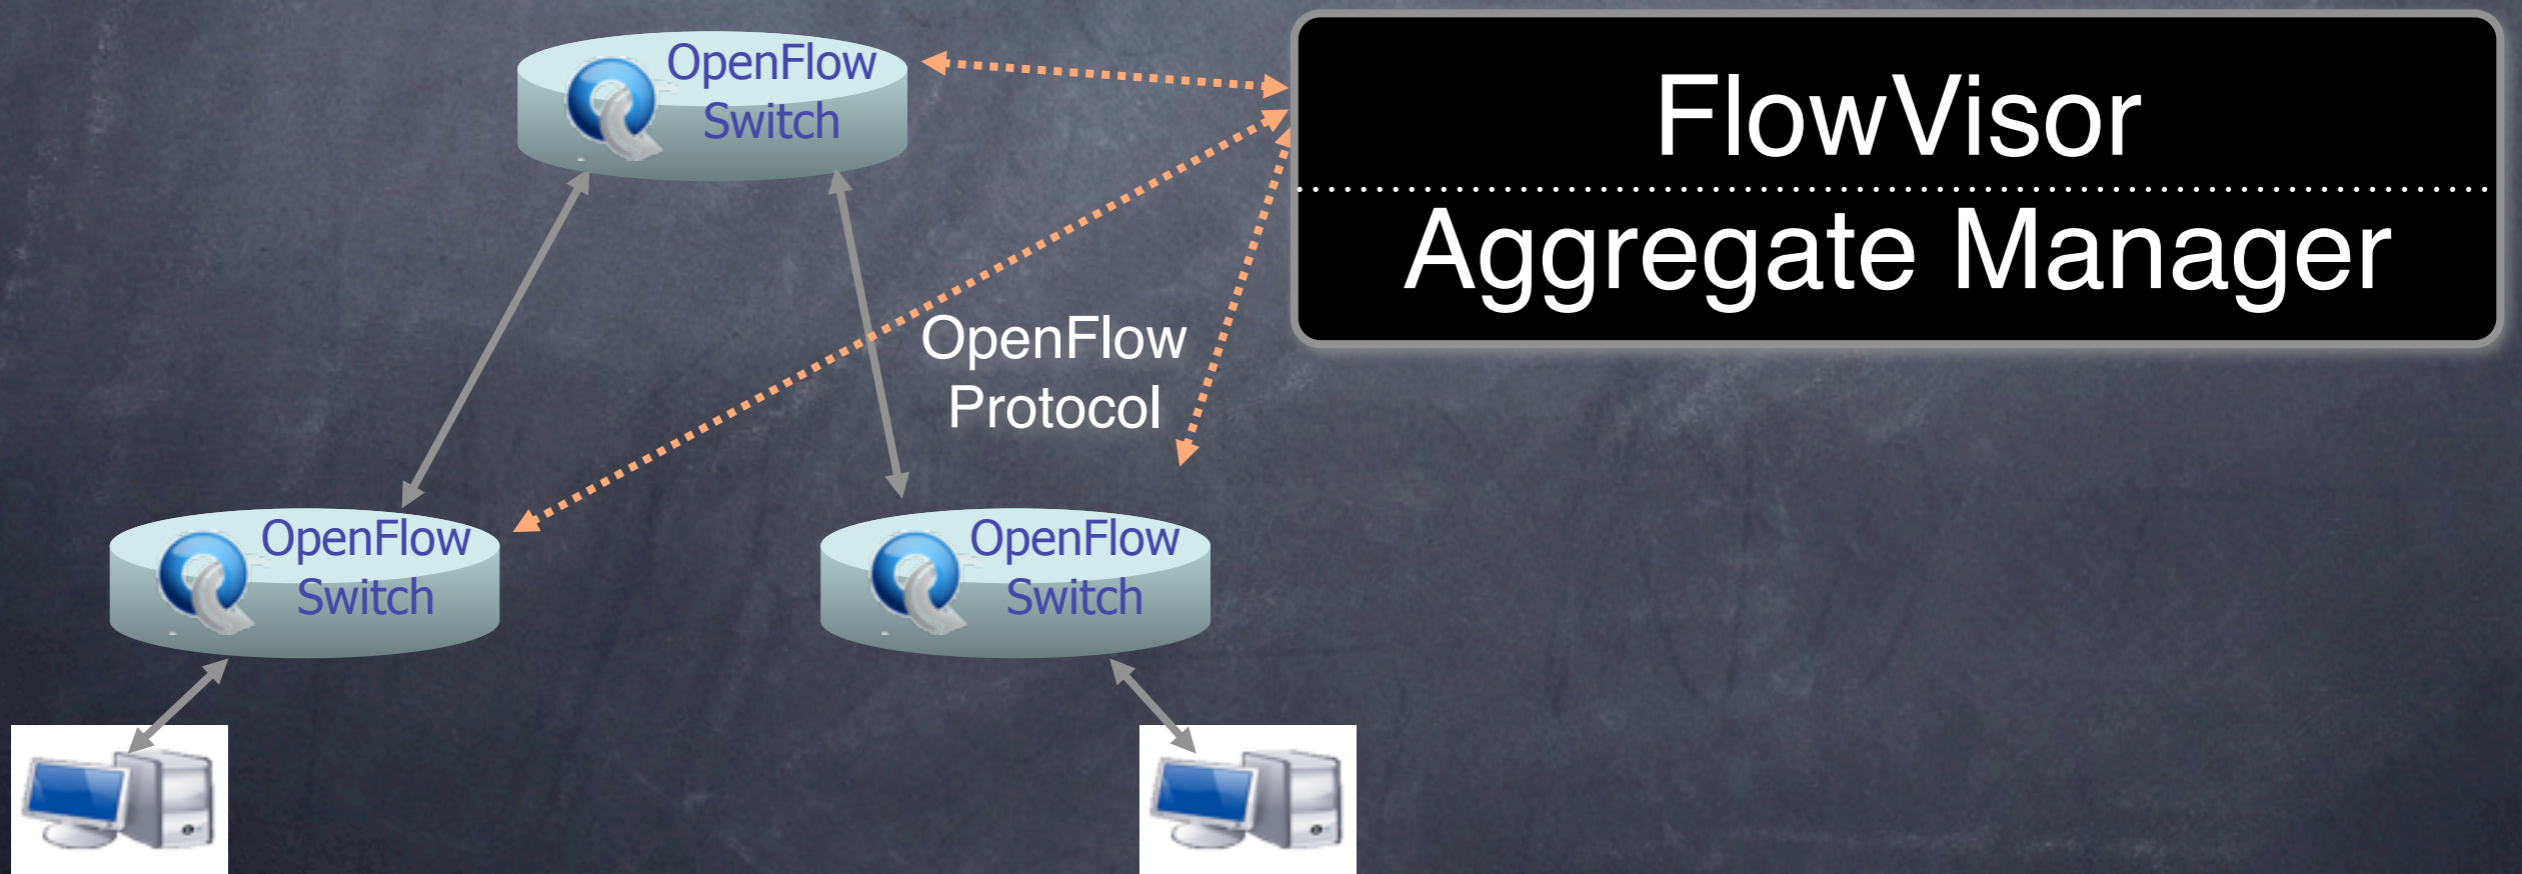 OpenFlow
Switch
FlowVisor
Aggregate Manager
OpenFlow
Protocol
OpenFlow
Switch
OpenFlow
Switch